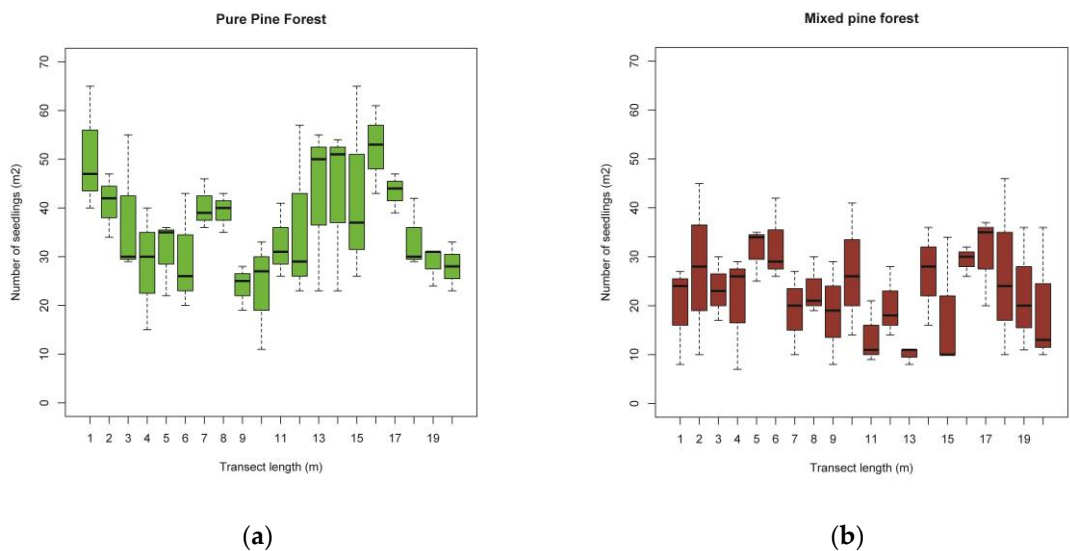 Pure Pine Forest
Number of seedlings (m2)
70
60
50
40
30
20
10
0
1 2 3 4 5 6 7 8 9 11 13 15 17 19
Transect length (m)
(a)
Mixed pine forest
Number of seedlings (m2)
70
60
50
40
30
20
10
0
1 2 3 4 5 6 7 8 9 11 13 15 17 19
Transect length (m)
(b)